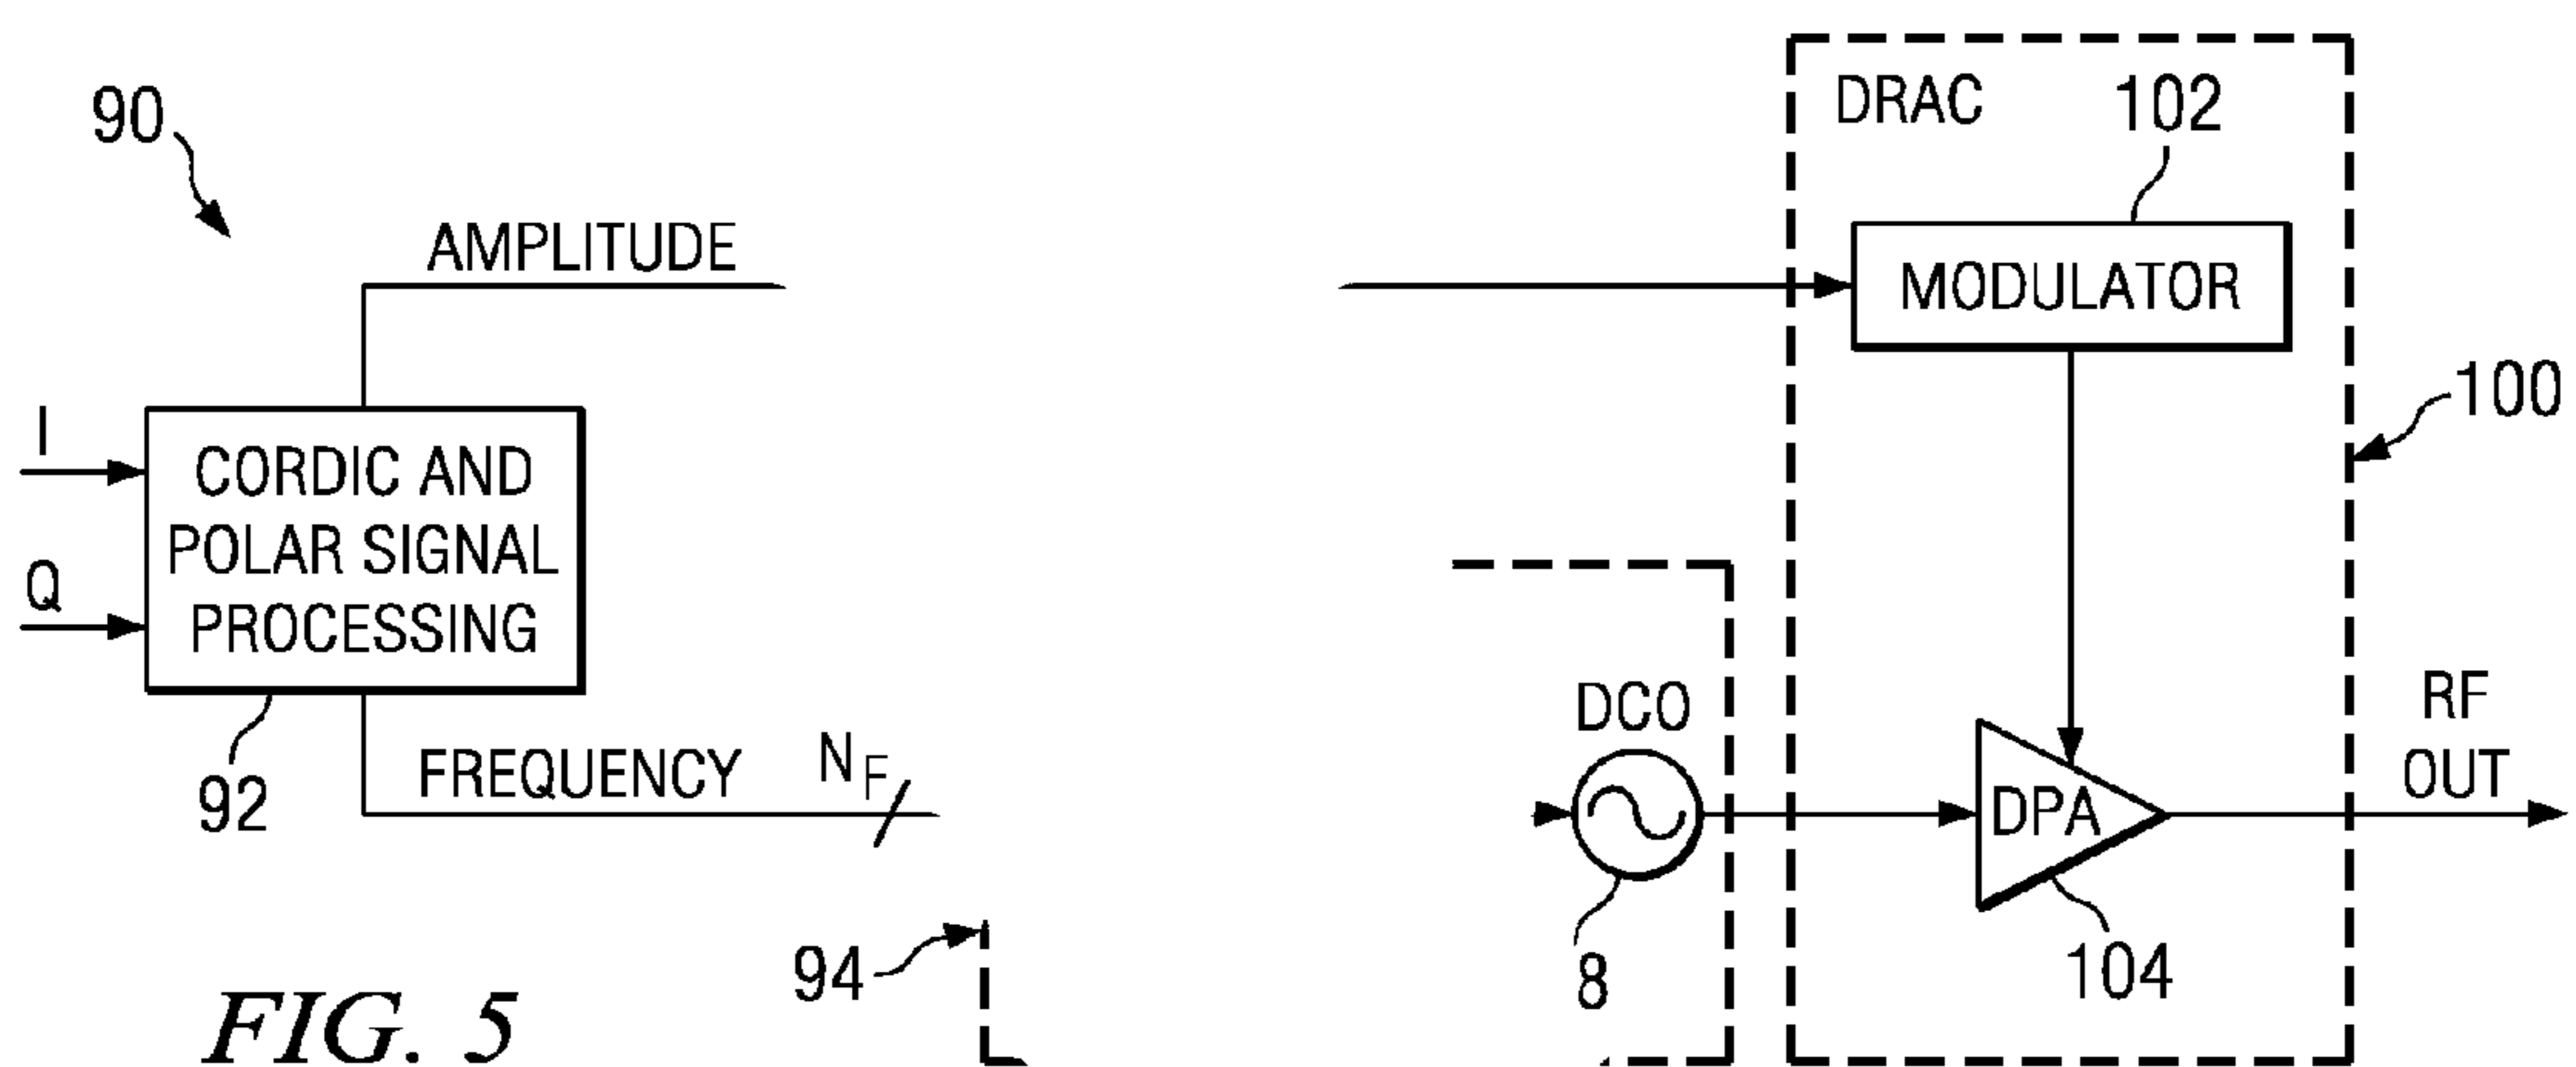 90
AMPLITUDE
DRAC
102
MODULATOR
100
I
Q
CORDIC AND
POLAR SIGNAL
PROCESSING
92
FREQUENCY
N_F
DCO
8
DPA
104
RF
OUT
94
FIG. 5